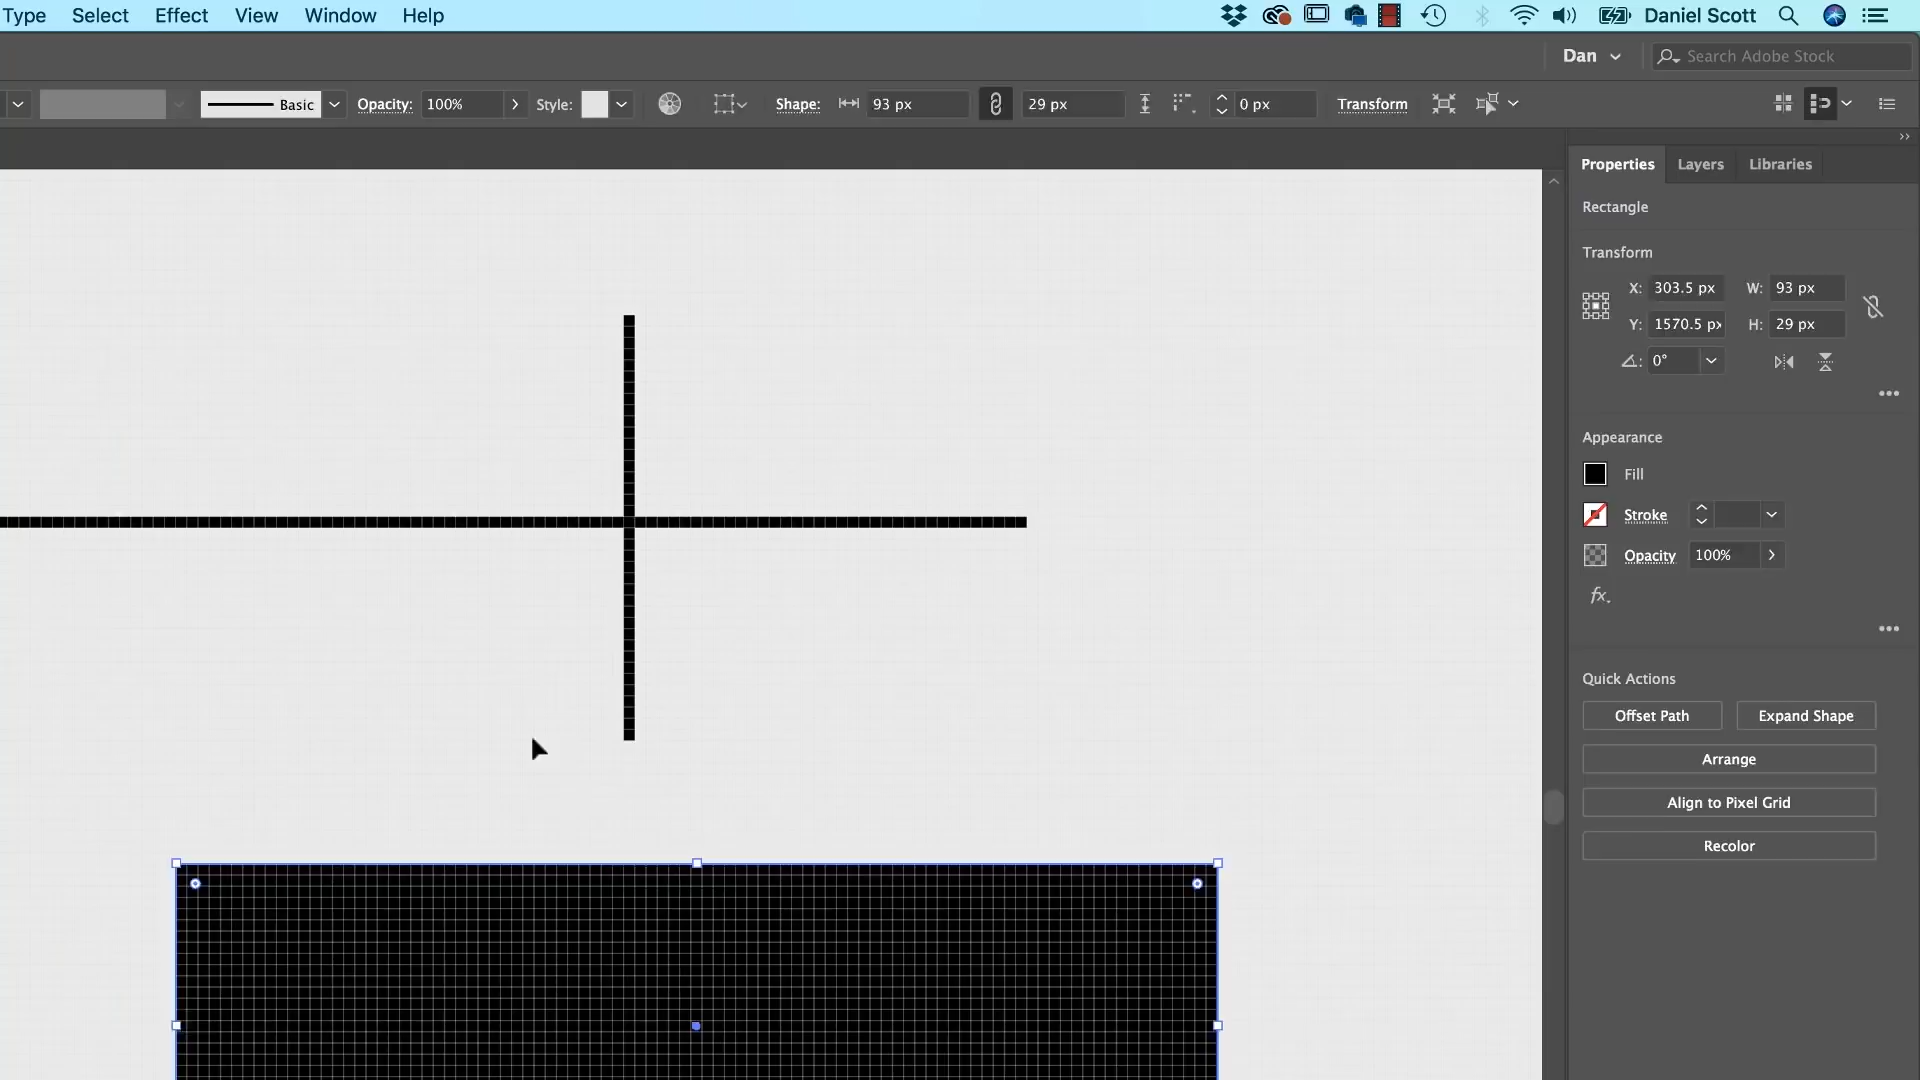 Type Select Effect View Window Help Daniel Scott
Dan Search Adobe Stock
Basic Opacity: 100% Style: Shape: 93 px 29 px 0 px Transform
Properties Layers Libraries
Rectangle
Transform
X: 303.5 px W: 93 px
Y: 1570.5 px H: 29 px
0°
Appearance
Fill
Stroke
Opacity 100%
fx.
Quick Actions
Offset Path Expand Shape
Arrange
Align to Pixel Grid
Recolor